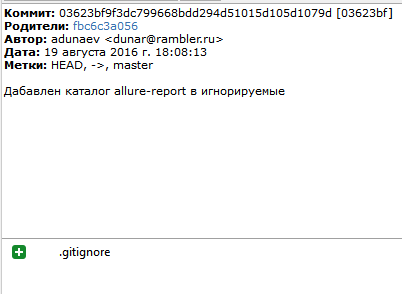 Коммит: 03623bf9f3dc799668bdd294d51015d105d1079d [03623bf]
Родители: fbc6c3a056
Автор: adunaev <dunar@rambler.ru>
Дата: 19 августа 2016 г. 18:08:13
Метки: HEAD, ->, master
Дабавлен каталог allure-report в игнорируемые
.gitignore